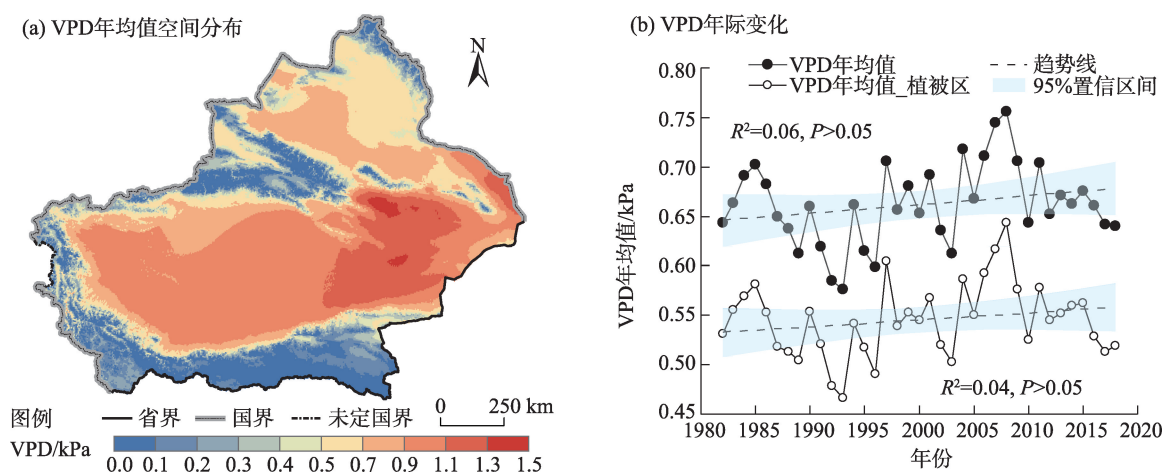 (a) VPD年均值空间分布
N
图例
省界
国界
未定国界
0 250 km
VPD/kPa
0.0 0.1 0.2 0.4 0.5 0.7 0.9 1.1 1.3 1.5
(b) VPD年际变化
VPD年均值
趋势线
VPD年均值_植被区
95%置信区间
R²=0.06, P>0.05
R²=0.04, P>0.05
VPD年均值/kPa
0.80
0.75
0.70
0.65
0.60
0.55
0.50
0.45
1980 1985 1990 1995 2000 2005 2010 2015 2020
年份